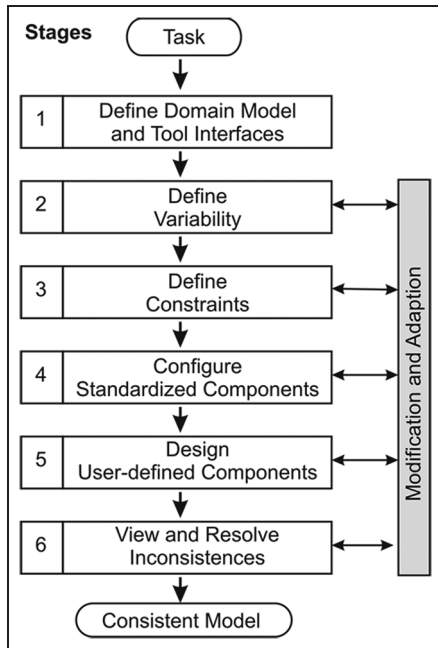 Stages
Task
1
Define Domain Model
and Tool Interfaces
2
Define
Variability
3
Define
Constraints
4
Configure
Standardized Components
5
Design
User-defined Components
6
View and Resolve
Inconsistences
Consistent Model
Modification and Adaption